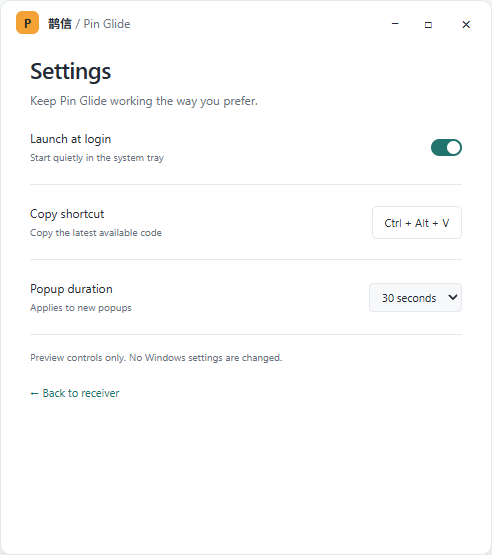 P 鹊信 / Pin Glide
Settings
Keep Pin Glide working the way you prefer.
Launch at login
Start quietly in the system tray
Copy shortcut
Ctrl + Alt + V
Copy the latest available code
Popup duration
30 seconds
Applies to new popups
Preview controls only. No Windows settings are changed.
← Back to receiver